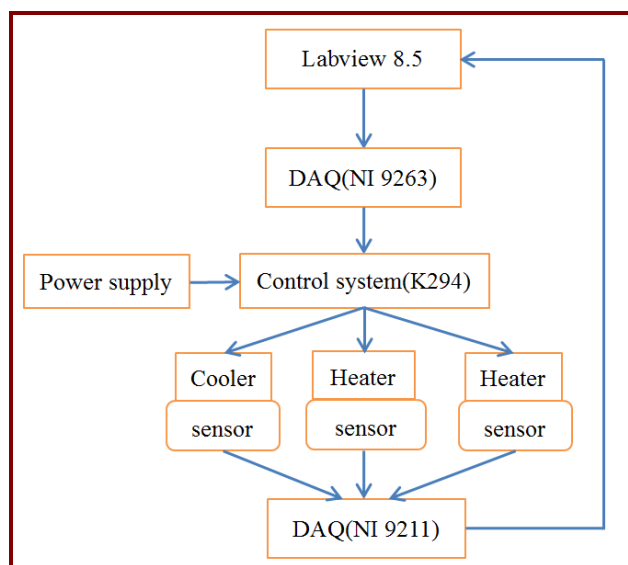 Labview 8.5
DAQ(NI 9263)
Power supply
Control system(K294)
Cooler
Heater
Heater
sensor
sensor
sensor
DAQ(NI 9211)